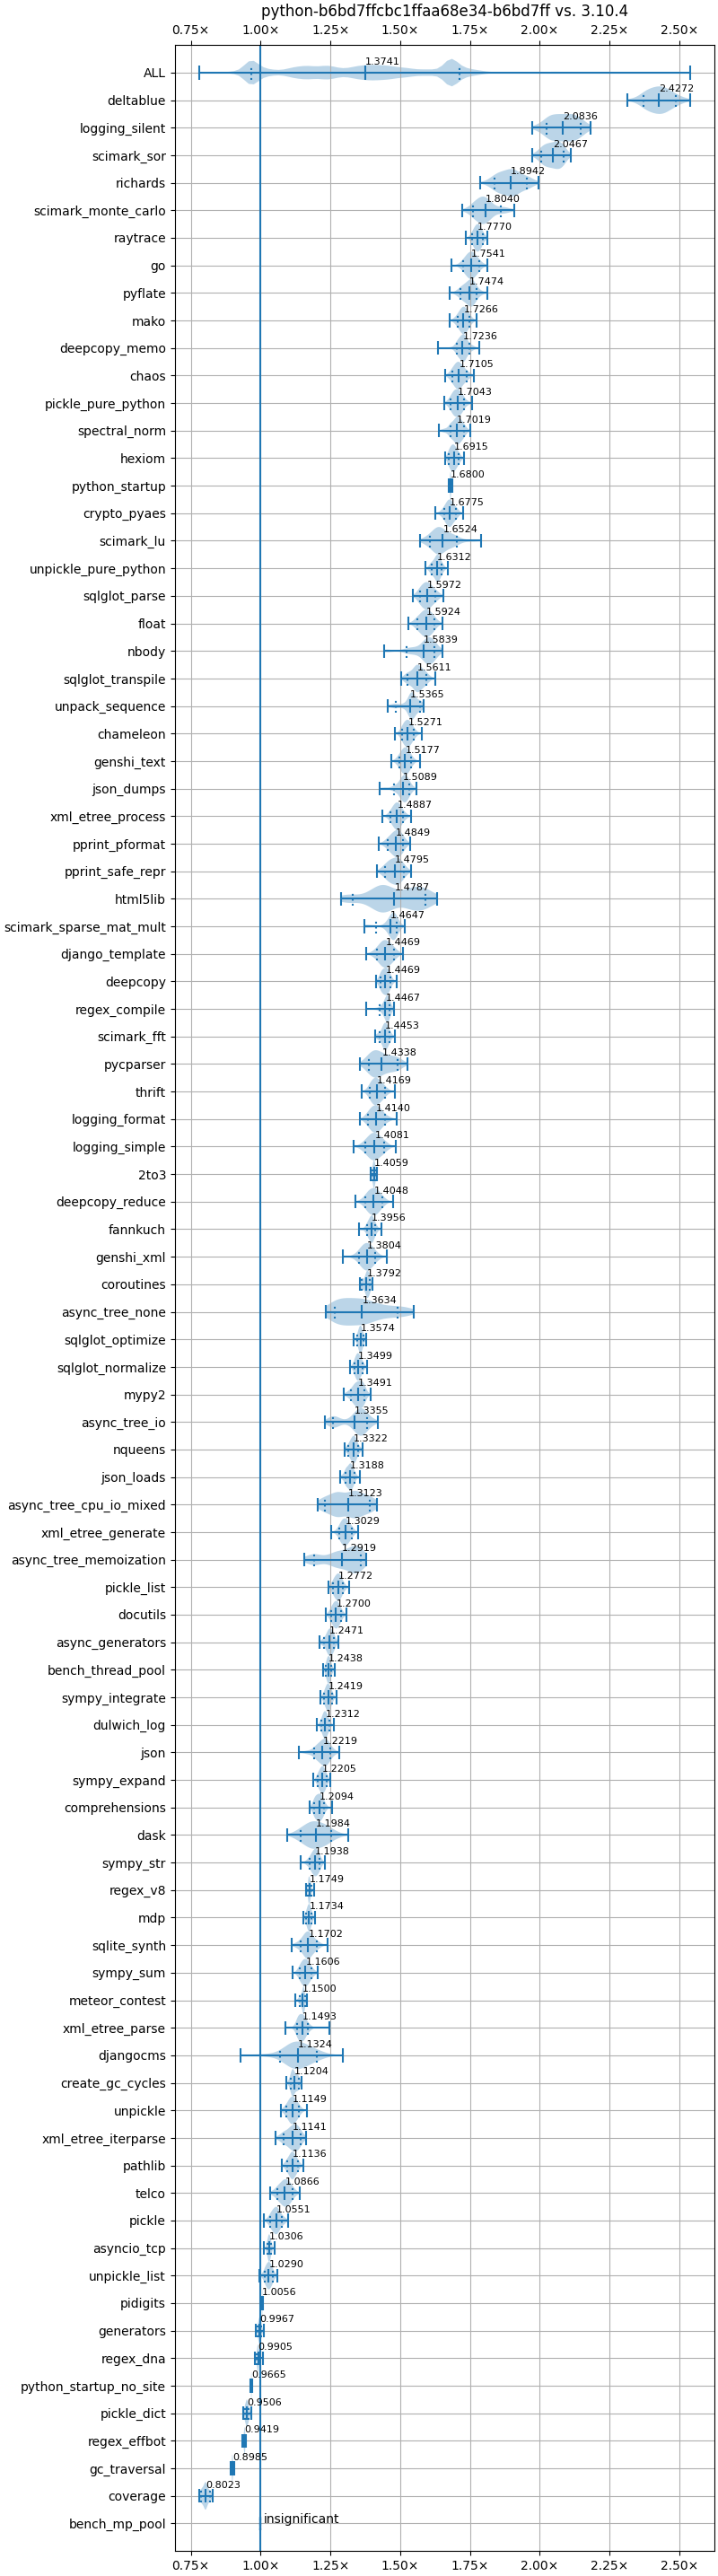 python-b6bd7ffcbc1ffaa68e34-b6bd7ff vs. 3.10.4
0.75× 1.00× 1.25× 1.50× 1.75× 2.00× 2.25× 2.50×
ALL 1.3741
deltablue 2.4272
logging_silent 2.0836
scimark_sor 2.0467
richards 1.8942
scimark_monte_carlo 1.8040
raytrace 1.7770
go 1.7541
pyflate 1.7474
mako 1.7266
deepcopy_memo 1.7236
chaos 1.7105
pickle_pure_python 1.7043
spectral_norm 1.7019
hexiom 1.6915
python_startup 1.6800
crypto_pyaes 1.6775
scimark_lu 1.6524
unpickle_pure_python 1.6312
sqlglot_parse 1.5972
float 1.5924
nbody 1.5839
sqlglot_transpile 1.5611
unpack_sequence 1.5365
chameleon 1.5271
genshi_text 1.5177
json_dumps 1.5089
xml_etree_process 1.4887
pprint_pformat 1.4849
pprint_safe_repr 1.4795
html5lib 1.4787
scimark_sparse_mat_mult 1.4647
django_template 1.4469
deepcopy 1.4469
regex_compile 1.4467
scimark_fft 1.4453
pycparser 1.4338
thrift 1.4169
logging_format 1.4140
logging_simple 1.4081
2to3 1.4059
deepcopy_reduce 1.4048
fannkuch 1.3956
genshi_xml 1.3804
coroutines 1.3792
async_tree_none 1.3634
sqlglot_optimize 1.3574
sqlglot_normalize 1.3499
mypy2 1.3491
async_tree_io 1.3355
nqueens 1.3322
json_loads 1.3188
async_tree_cpu_io_mixed 1.3123
xml_etree_generate 1.3029
async_tree_memoization 1.2919
pickle_list 1.2772
docutils 1.2700
async_generators 1.2471
bench_thread_pool 1.2438
sympy_integrate 1.2419
dulwich_log 1.2312
json 1.2219
sympy_expand 1.2205
comprehensions 1.2094
dask 1.1984
sympy_str 1.1938
regex_v8 1.1749
mdp 1.1734
sqlite_synth 1.1702
sympy_sum 1.1606
meteor_contest 1.1500
xml_etree_parse 1.1493
djangocms 1.1324
create_gc_cycles 1.1204
unpickle 1.1149
xml_etree_iterparse 1.1141
pathlib 1.1136
telco 1.0866
pickle 1.0551
asyncio_tcp 1.0306
unpickle_list 1.0290
pidigits 1.0056
generators 0.9967
regex_dna 0.9905
python_startup_no_site 0.9665
pickle_dict 0.9506
regex_effbot 0.9419
gc_traversal 0.8985
coverage 0.8023
bench_mp_pool insignificant
0.75× 1.00× 1.25× 1.50× 1.75× 2.00× 2.25× 2.50×